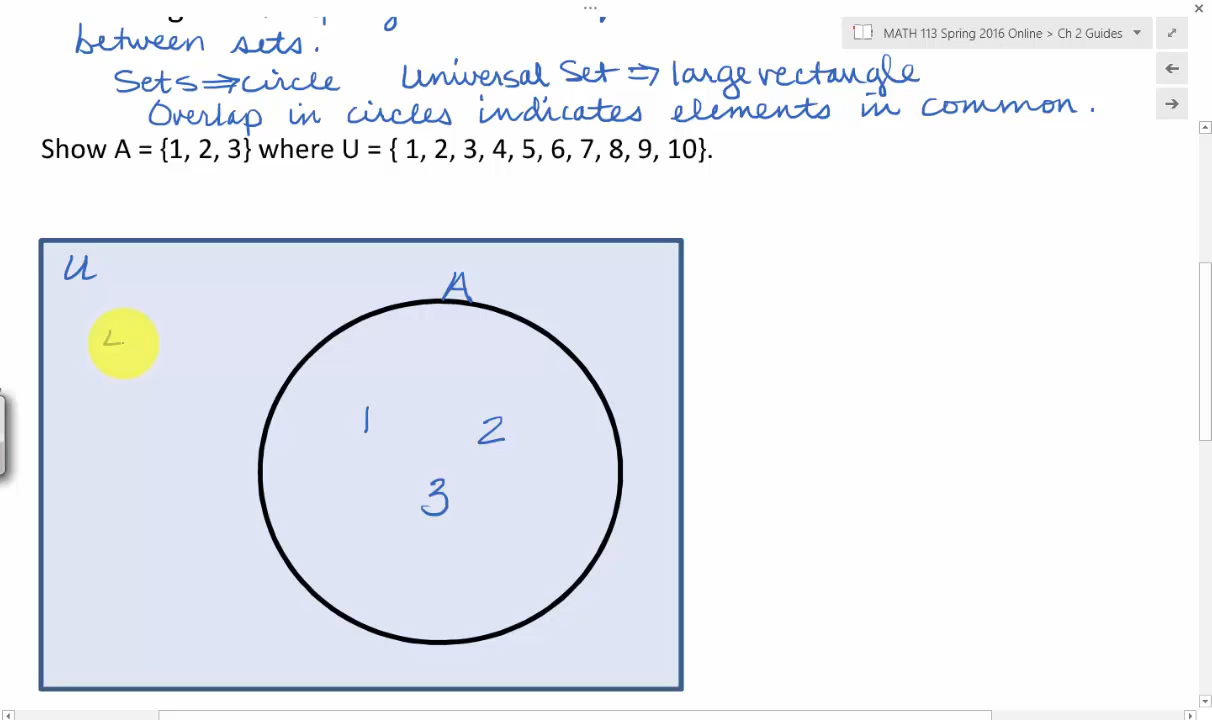 between sets.
MATH 113 Spring 2016 Online > Ch 2 Guides
Sets ⇒ circle Universal Set ⇒ large rectangle
Overlap in circles indicates elements in common.
Show A = {1, 2, 3} where U = { 1, 2, 3, 4, 5, 6, 7, 8, 9, 10}.
U
A
1
2
3